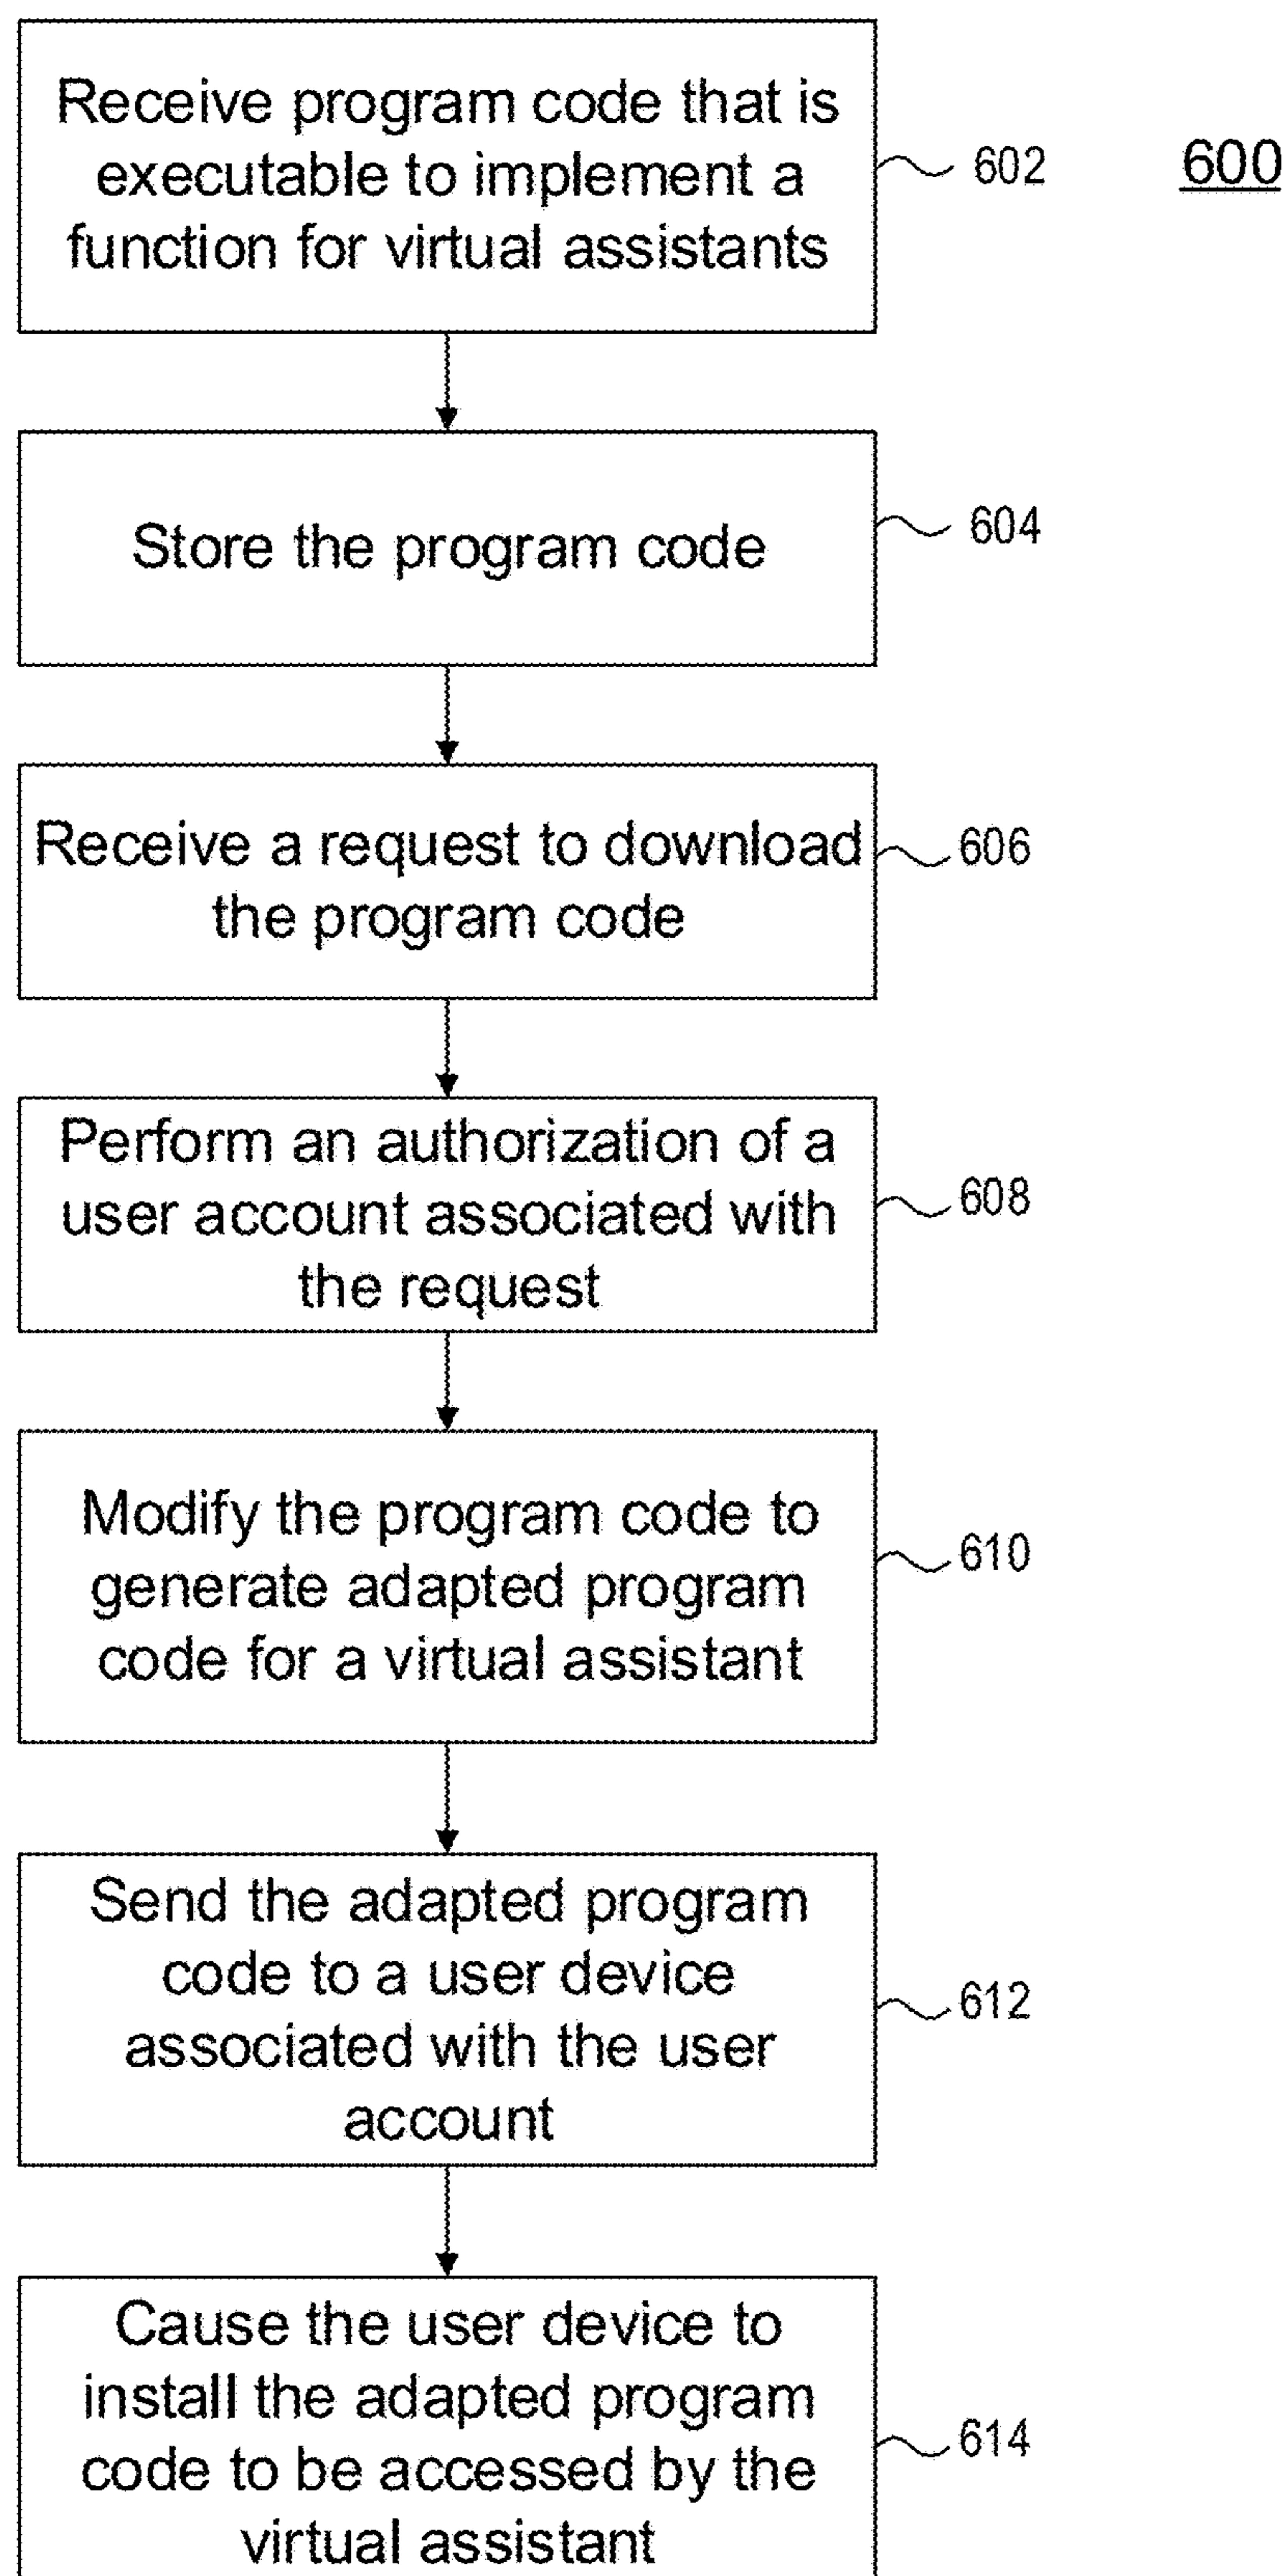 Receive program code that is
executable to implement a
function for virtual assistants
602
600
Store the program code
604
Receive a request to download
the program code
606
Perform an authorization of a
user account associated with
the request
608
Modify the program code to
generate adapted program
code for a virtual assistant
610
Send the adapted program
code to a user device
associated with the user
account
612
Cause the user device to
install the adapted program
code to be accessed by the
virtual assistant
614